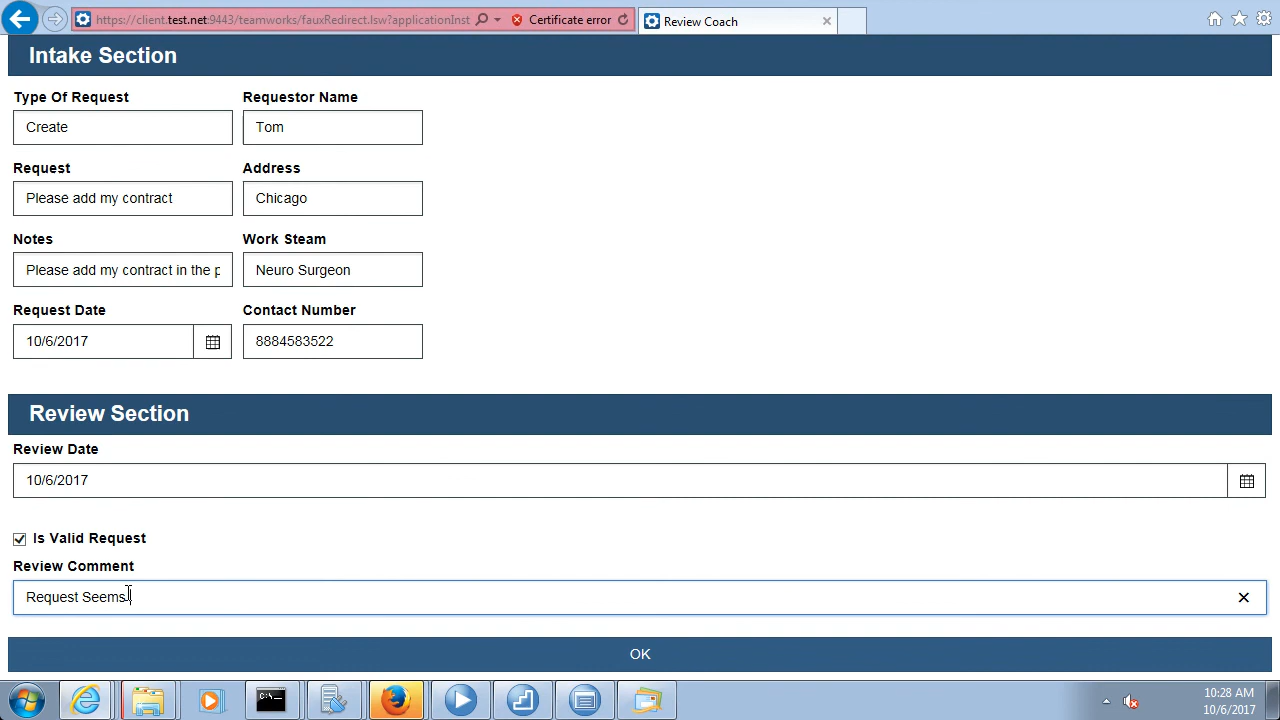 https://client.test.net:9443/teamworks/fauxRedirect.lsw?applicationInst
Certificate error
Review Coach
Intake Section
Type Of Request
Requestor Name
Create
Tom
Request
Address
Please add my contract
Chicago
Notes
Work Steam
Please add my contract in the p
Neuro Surgeon
Request Date
Contact Number
10/6/2017
8884583522
Review Section
Review Date
10/6/2017
Is Valid Request
Review Comment
Request Seems
OK
10:28 AM
10/6/2017